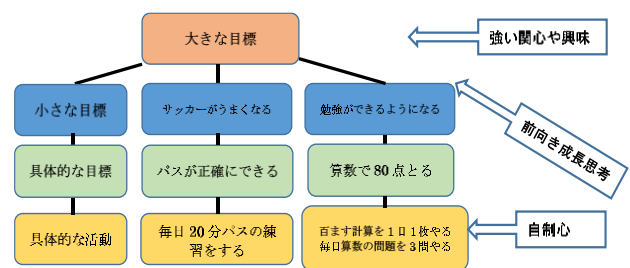 大きな目標
強い関心や興味
小さな目標
サッカーがうまくなる
勉強ができるようになる
前向き成長思考
具体的な目標
パスが正確にできる
算数で80点とる
具体的な活動
毎日20分パスの練
習をする
百ます計算を1日1枚やる
毎日算数の問題を3問やる
自制心